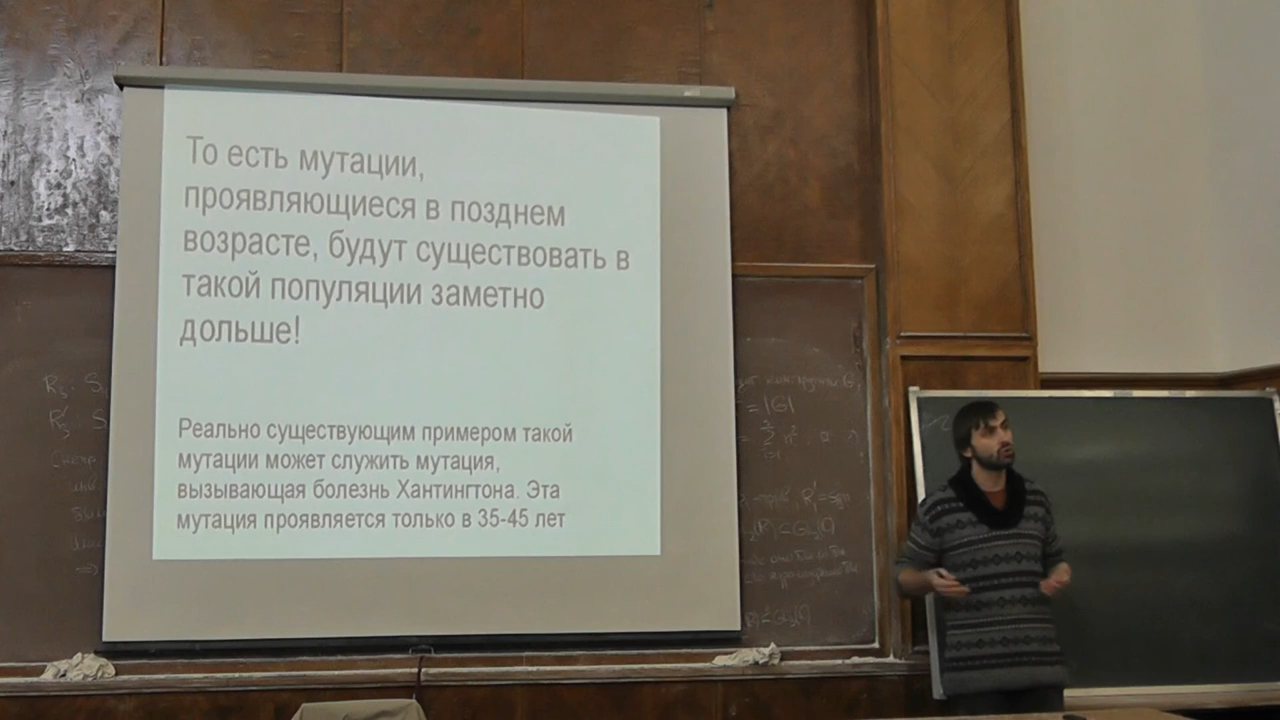 То есть мутации,
проявляющиеся в позднем
возрасте, будут существовать в
такой популяции заметно
дольше!
Реально существующим примером такой
мутации может служить мутация,
вызывающая болезнь Хантингтона. Эта
мутация проявляется только в 35-45 лет
= |G|